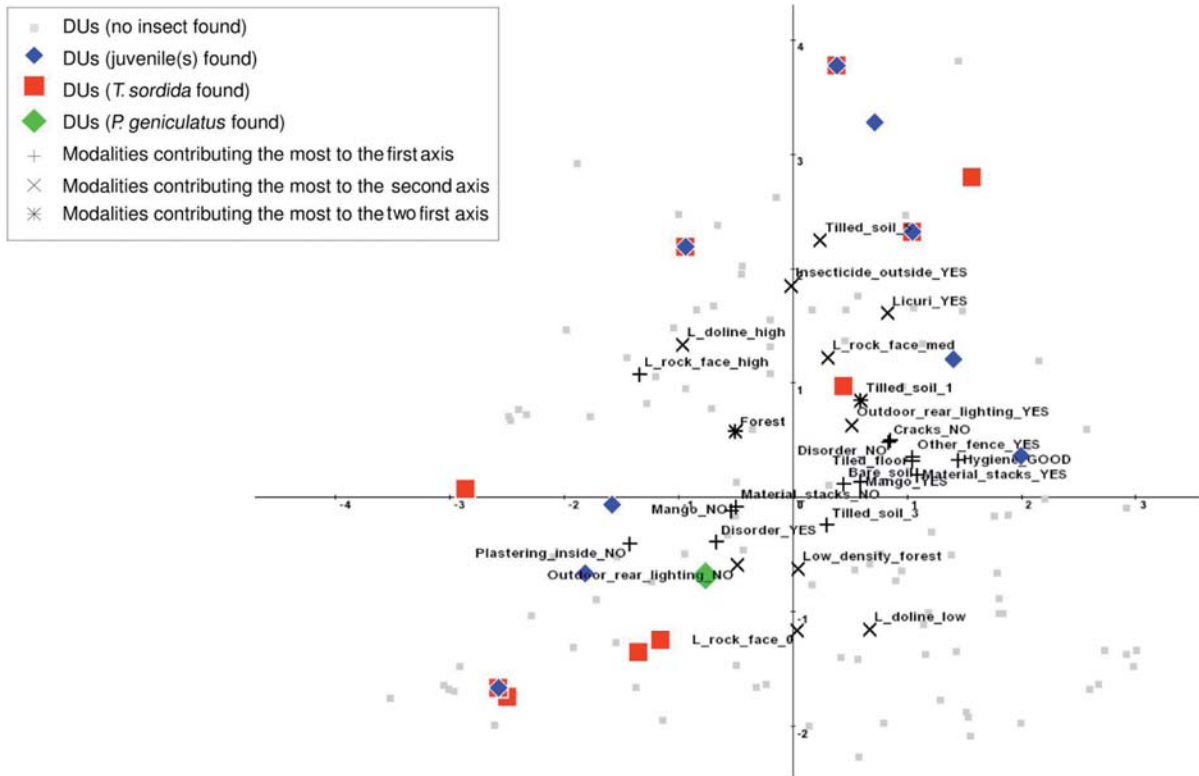 DUs (no insect found)
DUs (juvenile(s) found)
DUs (T. sordida found)
DUs (P. geniculatus found)
Modalities contributing the most to the first axis
Modalities contributing the most to the second axis
Modalities contributing the most to the two first axis
4
3
Tilled_soil_
Insecticide_outside_YES
Licuri_YES
L_doline_high
L_rock_face_med
L_rock_face_high
1
Tilled_soil_1
Outdoor_rear_lighting_YES
Forest
Cracks_NO
Disorder_NO
Other_fence_YES
Tiled_floor
Hygiene_GOOD
Bare_soil
Material_stacks_YES
Mango_YES
Material_stacks_NO
-4
-3
-2
0
1
2
3
Mango_NO
Tilled_soil_3
Disorder_YES
Plastering_inside_NO
Low_density_forest
Outdoor_rear_lighting_NO
-1
L_doline_low
L_rock_face_0
-2